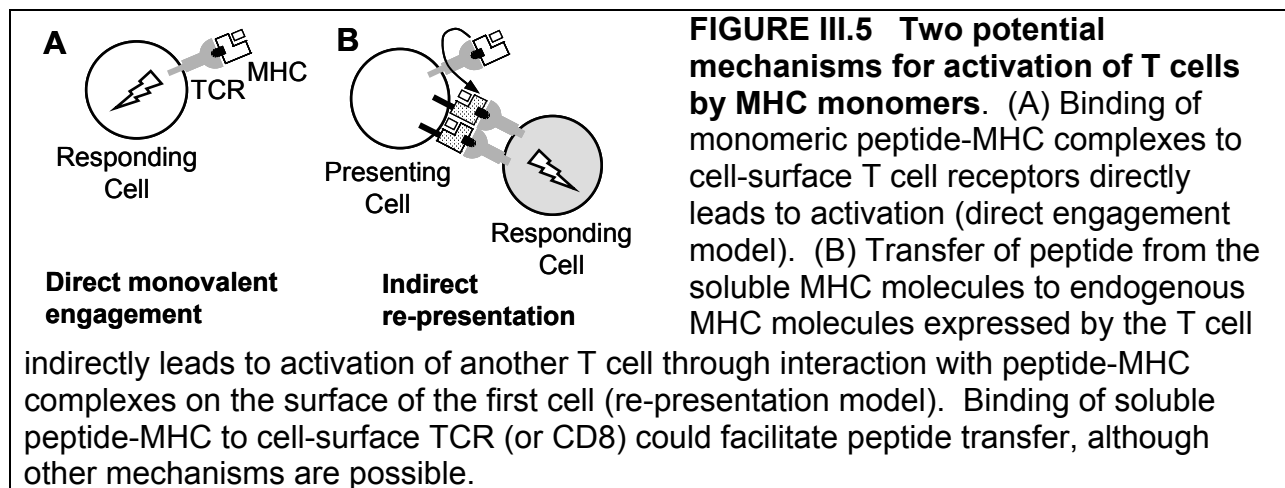 A
TCR
MHC
Responding
Cell
Direct monovalent
engagement
B
Presenting
Cell
Responding
Cell
Indirect
re-presentation
FIGURE III.5 Two potential
mechanisms for activation of T cells
by MHC monomers. (A) Binding of
monomeric peptide-MHC complexes to
cell-surface T cell receptors directly
leads to activation (direct engagement
model). (B) Transfer of peptide from the
soluble MHC molecules to endogenous
MHC molecules expressed by the T cell
indirectly leads to activation of another T cell through interaction with peptide-MHC
complexes on the surface of the first cell (re-presentation model). Binding of soluble
peptide-MHC to cell-surface TCR (or CD8) could facilitate peptide transfer, although
other mechanisms are possible.